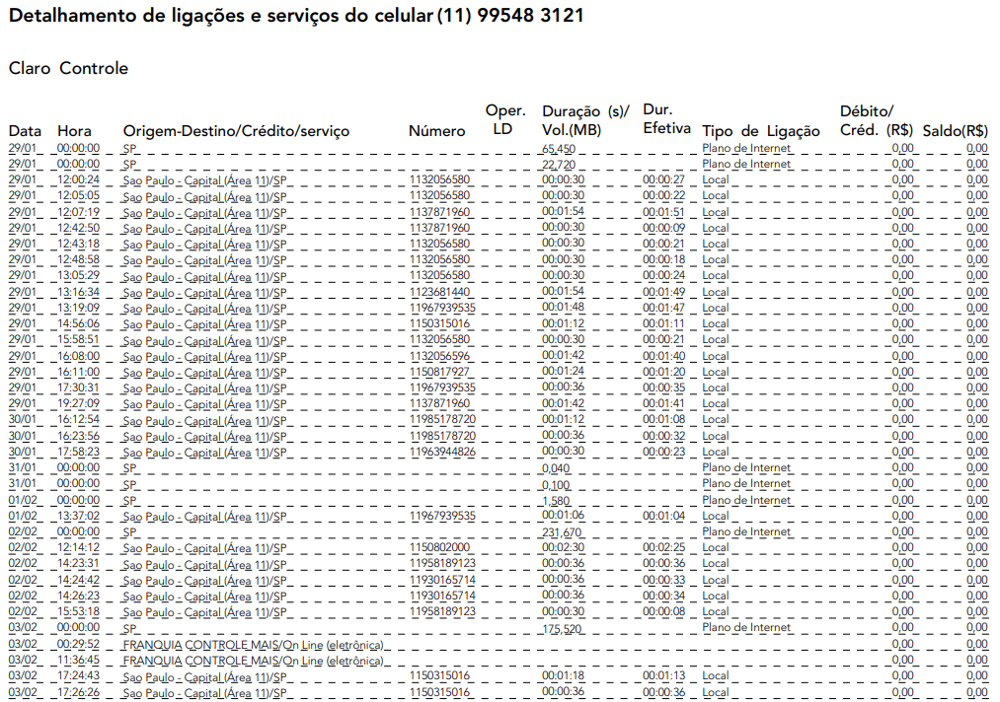 Detalhamento de ligações e serviços do celular (11) 99548 3121
Claro Controle
Data Hora Origem-Destino/Crédito/serviço Número Oper. LD Duração (s)/ Vol.(MB) Dur. Efetiva Tipo de Ligação Débito/ Créd. (R$) Saldo(R$)
29/01 00:00:00 SP 65,450 Plano de Internet 0,00 0,00
29/01 00:00:00 SP 22,720 Plano de Internet 0,00 0,00
29/01 12:00:24 Sao Paulo - Capital (Área 11)/SP 1132056580 00:00:30 00:00:27 Local 0,00 0,00
29/01 12:05:05 Sao Paulo - Capital (Área 11)/SP 1132056580 00:00:30 00:00:22 Local 0,00 0,00
29/01 12:07:19 Sao Paulo - Capital (Área 11)/SP 1137871960 00:01:54 00:01:51 Local 0,00 0,00
29/01 12:42:50 Sao Paulo - Capital (Área 11)/SP 1137871960 00:00:30 00:00:09 Local 0,00 0,00
29/01 12:43:18 Sao Paulo - Capital (Área 11)/SP 1132056580 00:00:30 00:00:21 Local 0,00 0,00
29/01 12:48:58 Sao Paulo - Capital (Área 11)/SP 1132056580 00:00:30 00:00:18 Local 0,00 0,00
29/01 13:05:29 Sao Paulo - Capital (Área 11)/SP 1132056580 00:00:30 00:00:24 Local 0,00 0,00
29/01 13:16:34 Sao Paulo - Capital (Área 11)/SP 1123681440 00:01:54 00:01:49 Local 0,00 0,00
29/01 13:19:09 Sao Paulo - Capital (Área 11)/SP 11967939535 00:01:48 00:01:47 Local 0,00 0,00
29/01 14:56:06 Sao Paulo - Capital (Área 11)/SP 1150315016 00:01:12 00:01:11 Local 0,00 0,00
29/01 15:58:51 Sao Paulo - Capital (Área 11)/SP 1132056580 00:00:30 00:00:21 Local 0,00 0,00
29/01 16:08:00 Sao Paulo - Capital (Área 11)/SP 1132056596 00:01:42 00:01:40 Local 0,00 0,00
29/01 16:11:00 Sao Paulo - Capital (Área 11)/SP 1150817927 00:01:24 00:01:20 Local 0,00 0,00
29/01 17:30:31 Sao Paulo - Capital (Área 11)/SP 11967939535 00:00:36 00:00:35 Local 0,00 0,00
29/01 19:27:09 Sao Paulo - Capital (Área 11)/SP 1137871960 00:01:42 00:01:41 Local 0,00 0,00
30/01 16:12:54 Sao Paulo - Capital (Área 11)/SP 11985178720 00:01:12 00:01:08 Local 0,00 0,00
30/01 16:23:56 Sao Paulo - Capital (Área 11)/SP 11985178720 00:00:36 00:00:32 Local 0,00 0,00
30/01 17:58:23 Sao Paulo - Capital (Área 11)/SP 11963944826 00:00:30 00:00:23 Local 0,00 0,00
31/01 00:00:00 SP 0,040 Plano de Internet 0,00 0,00
31/01 00:00:00 SP 0,100 Plano de Internet 0,00 0,00
01/02 00:00:00 SP 1,580 Plano de Internet 0,00 0,00
01/02 13:37:02 Sao Paulo - Capital (Área 11)/SP 11967939535 00:01:06 00:01:04 Local 0,00 0,00
02/02 00:00:00 SP 231,670 Plano de Internet 0,00 0,00
02/02 12:14:12 Sao Paulo - Capital (Área 11)/SP 1150802000 00:02:30 00:02:25 Local 0,00 0,00
02/02 14:23:31 Sao Paulo - Capital (Área 11)/SP 11958189123 00:00:36 00:00:36 Local 0,00 0,00
02/02 14:24:42 Sao Paulo - Capital (Área 11)/SP 11930165714 00:00:36 00:00:33 Local 0,00 0,00
02/02 14:26:23 Sao Paulo - Capital (Área 11)/SP 11930165714 00:00:36 00:00:34 Local 0,00 0,00
02/02 15:53:18 Sao Paulo - Capital (Área 11)/SP 11958189123 00:00:30 00:00:08 Local 0,00 0,00
03/02 00:00:00 SP 175,520 Plano de Internet 0,00 0,00
03/02 00:29:52 FRANQUIA CONTROLE MAIS/On Line (eletrônica) 0,00 0,00
03/02 11:36:45 FRANQUIA CONTROLE MAIS/On Line (eletrônica) 0,00 0,00
03/02 17:24:43 Sao Paulo - Capital (Área 11)/SP 1150315016 00:01:18 00:01:13 Local 0,00 0,00
03/02 17:26:26 Sao Paulo - Capital (Área 11)/SP 1150315016 00:00:36 00:00:36 Local 0,00 0,00